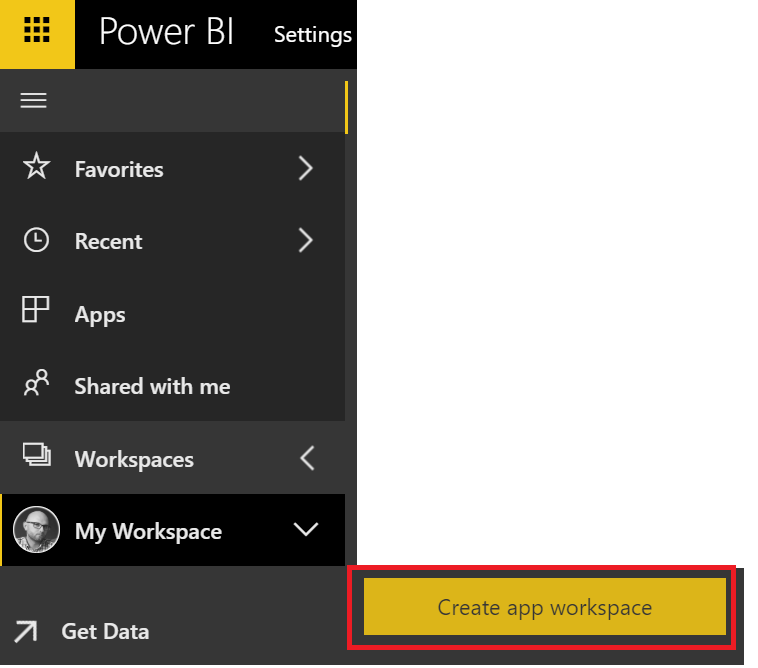 Power BI Settings
Favorites
Recent
Apps
Shared with me
Workspaces
My Workspace
Create app workspace
Get Data